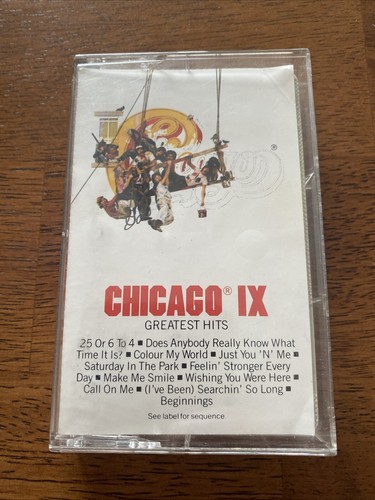 ®
CHICAGO® IX
GREATEST HITS
25 Or 6 To 4 ■ Does Anybody Really Know What
Time It Is? ■ Colour My World ■ Just You 'N' Me ■
Saturday In The Park ■ Feelin' Stronger Every
Day ■ Make Me Smile ■ Wishing You Were Here ■
Call On Me ■ (I've Been) Searchin' So Long ■
Beginnings
See label for sequence